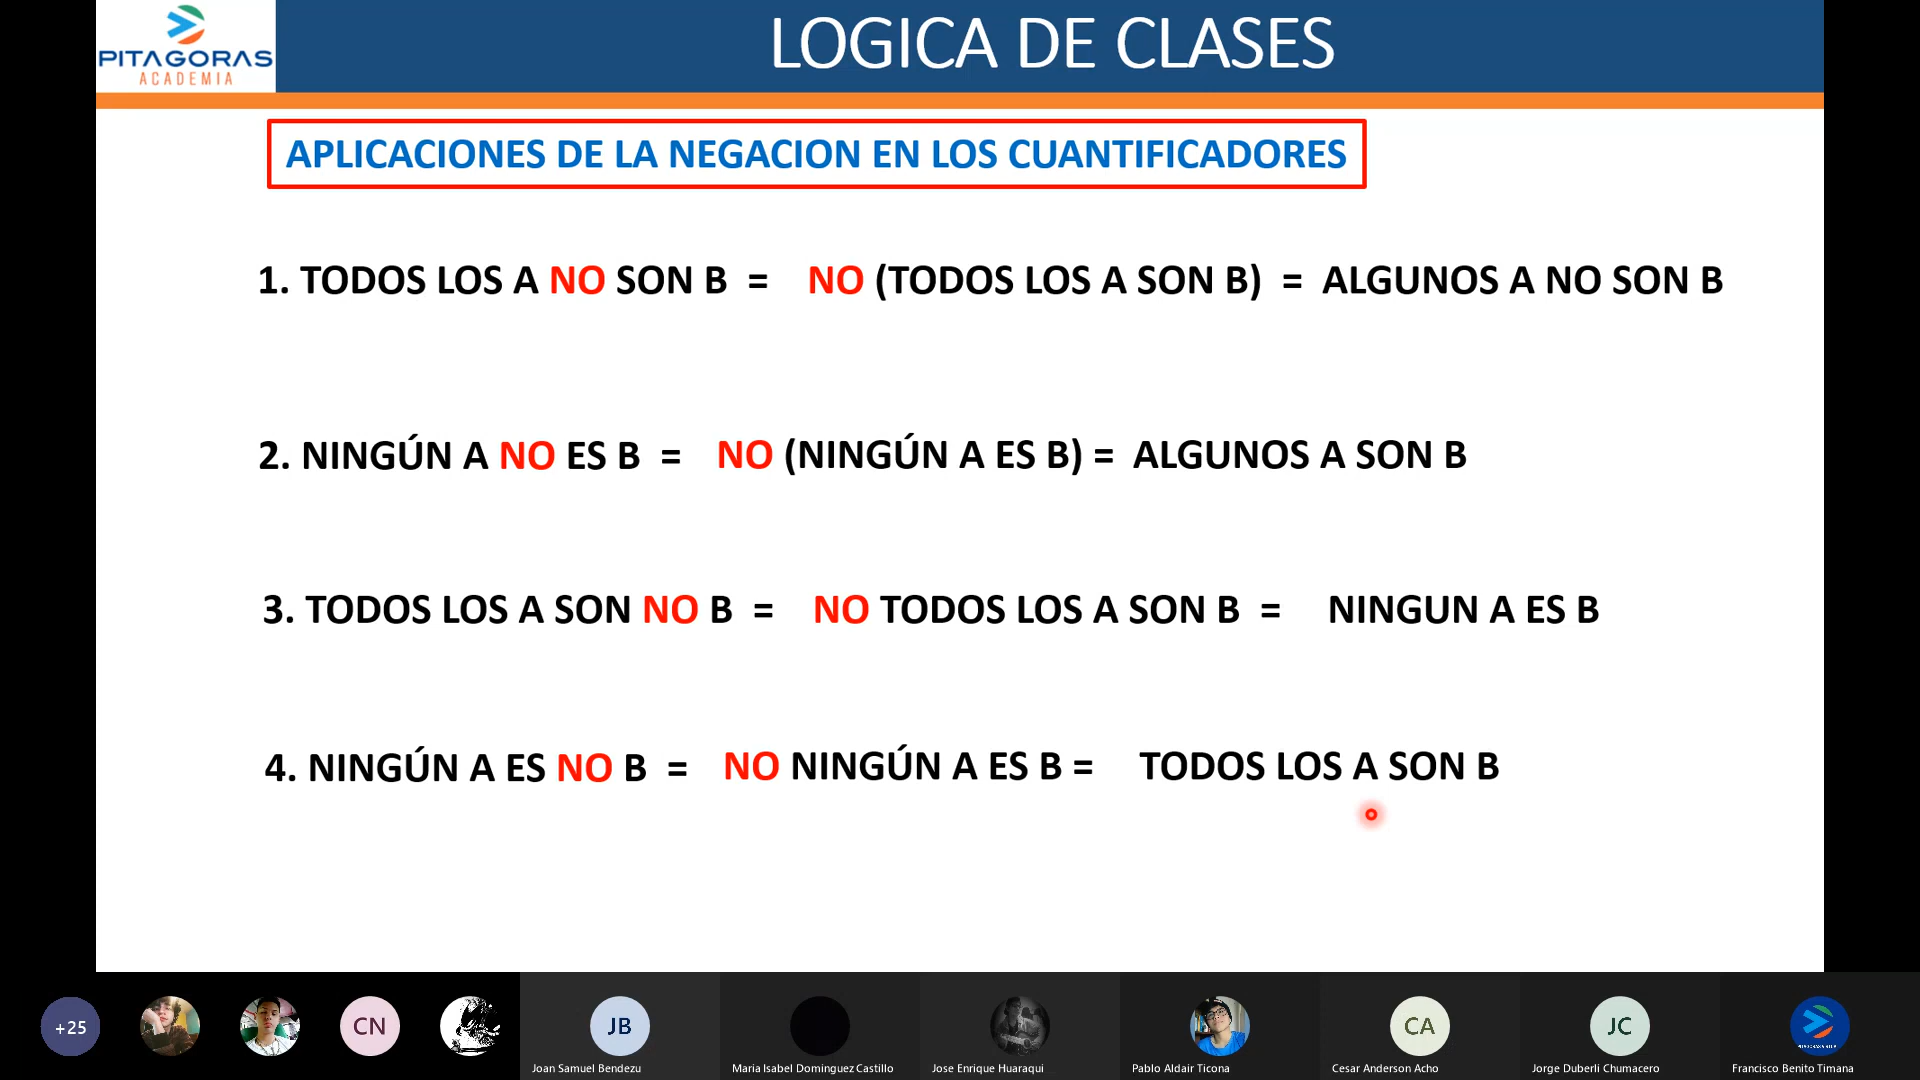 PITAGORAS
ACADEMIA
LOGICA DE CLASES
APLICACIONES DE LA NEGACION EN LOS CUANTIFICADORES
1. TODOS LOS A NO SON B = NO (TODOS LOS A SON B) = ALGUNOS A NO SON B
2. NINGÚN A NO ES B = NO (NINGÚN A ES B) = ALGUNOS A SON B
3. TODOS LOS A SON NO B = NO TODOS LOS A SON B = NINGUN A ES B
4. NINGÚN A ES NO B = NO NINGÚN A ES B = TODOS LOS A SON B
+25
CN
JB
CA
JC
Joan Samuel Bendezu
Maria Isabel Dominguez Castillo
Jose Enrique Huaraqui
Pablo Aldair Ticona
Cesar Anderson Acho
Jorge Duberli Chumacero
Francisco Benito Timana